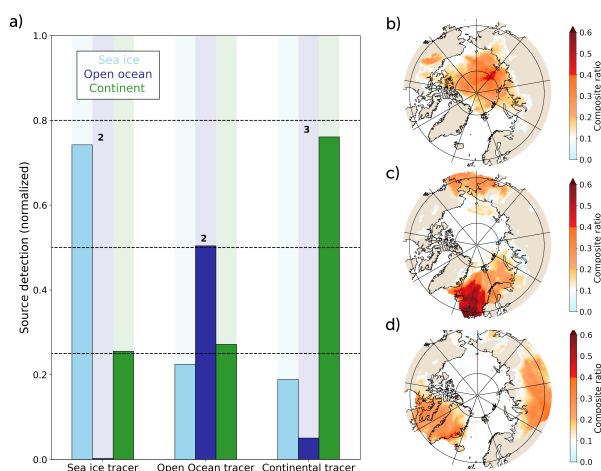 a)
1.0
0.8
0.6
0.4
0.2
0.0
Source detection (normalized)
Sea ice
Open ocean
Continent
2
2
3
Sea ice tracer
Open Ocean tracer
Continental tracer
b)
0.6
0.5
0.4
0.3
0.2
0.1
0.0
Composite ratio
c)
0.6
0.5
0.4
0.3
0.2
0.1
0.0
Composite ratio
d)
0.6
0.5
0.4
0.3
0.2
0.1
0.0
Composite ratio